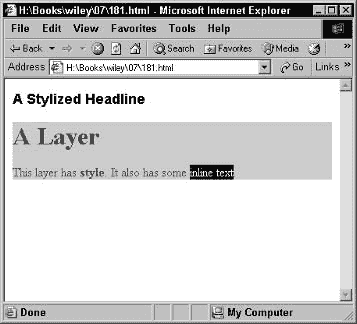 H:\Books\wiley\07\181.html - Microsoft Internet Explorer
File Edit View Favorites Tools Help »
Back Search Favorites Media »
Address H:\Books\wiley\07\181.html Go Links »
A Stylized Headline
A Layer
This layer has style. It also has some inline text
Done My Computer